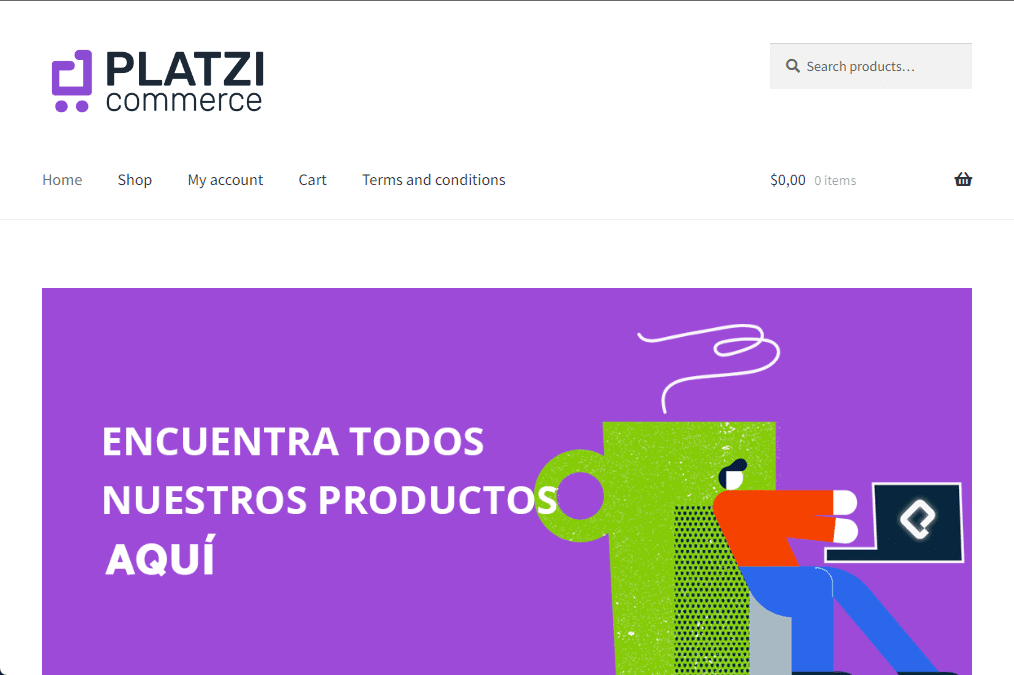 PLATZI
commerce
Search products…
Home Shop My account Cart Terms and conditions $0,00 0 items
ENCUENTRA TODOS
NUESTROS PRODUCTOS
AQUÍ